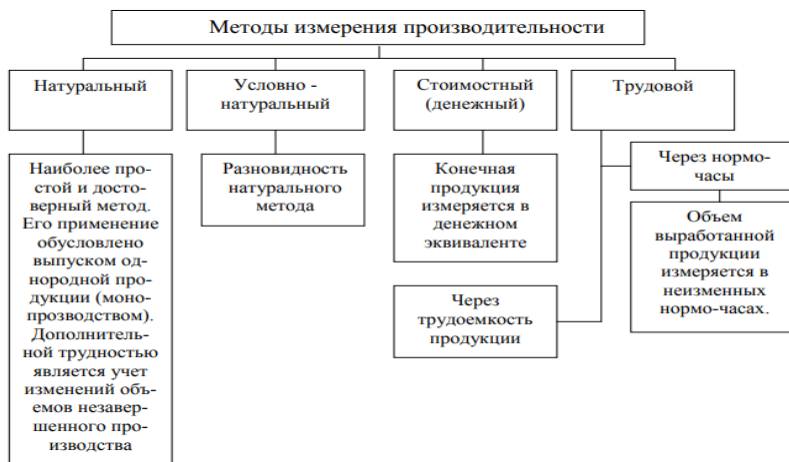 Методы измерения производительности
Натуральный
Условно -
натуральный
Стоимостный
(денежный)
Трудовой
Наиболее про-
стой и досто-
верный метод.
Его применение
обусловлено
выпуском од-
нородной про-
дукции (моно-
прозводством).
Дополнитель-
ной трудностью
является учет
изменений объ-
емов незавер-
шенного про-
изводства
Разновидность
натурального
метода
Конечная
продукция
измеряется в
денежном
эквиваленте
Через
трудоемкость
продукции
Через нормо-
часы
Объем
выработанной
продукции
измеряется в
неизменных
нормо-часах.